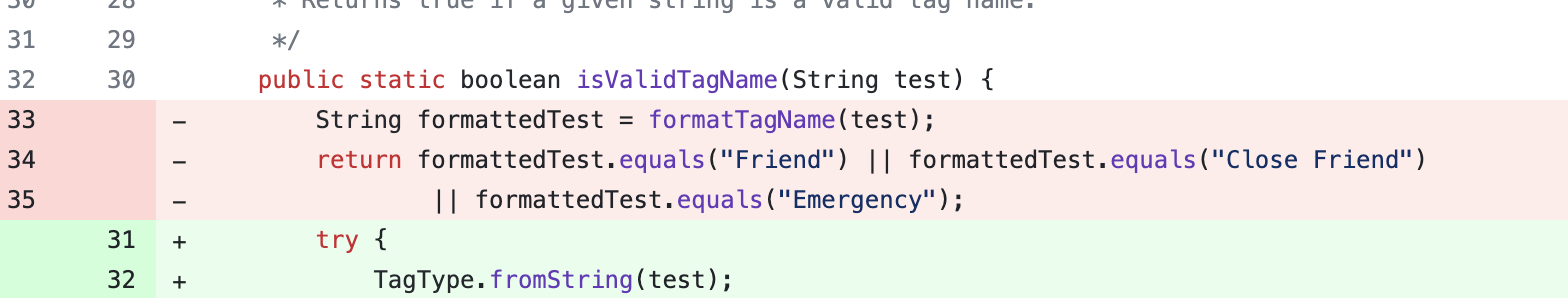 30 28 * Returns true if a given string is a valid tag name.
31 29 */
32 30 public static boolean isValidTagName(String test) {
33 - String formattedTest = formatTagName(test);
34 - return formattedTest.equals("Friend") || formattedTest.equals("Close Friend")
35 - || formattedTest.equals("Emergency");
31 + try {
32 + TagType.fromString(test);